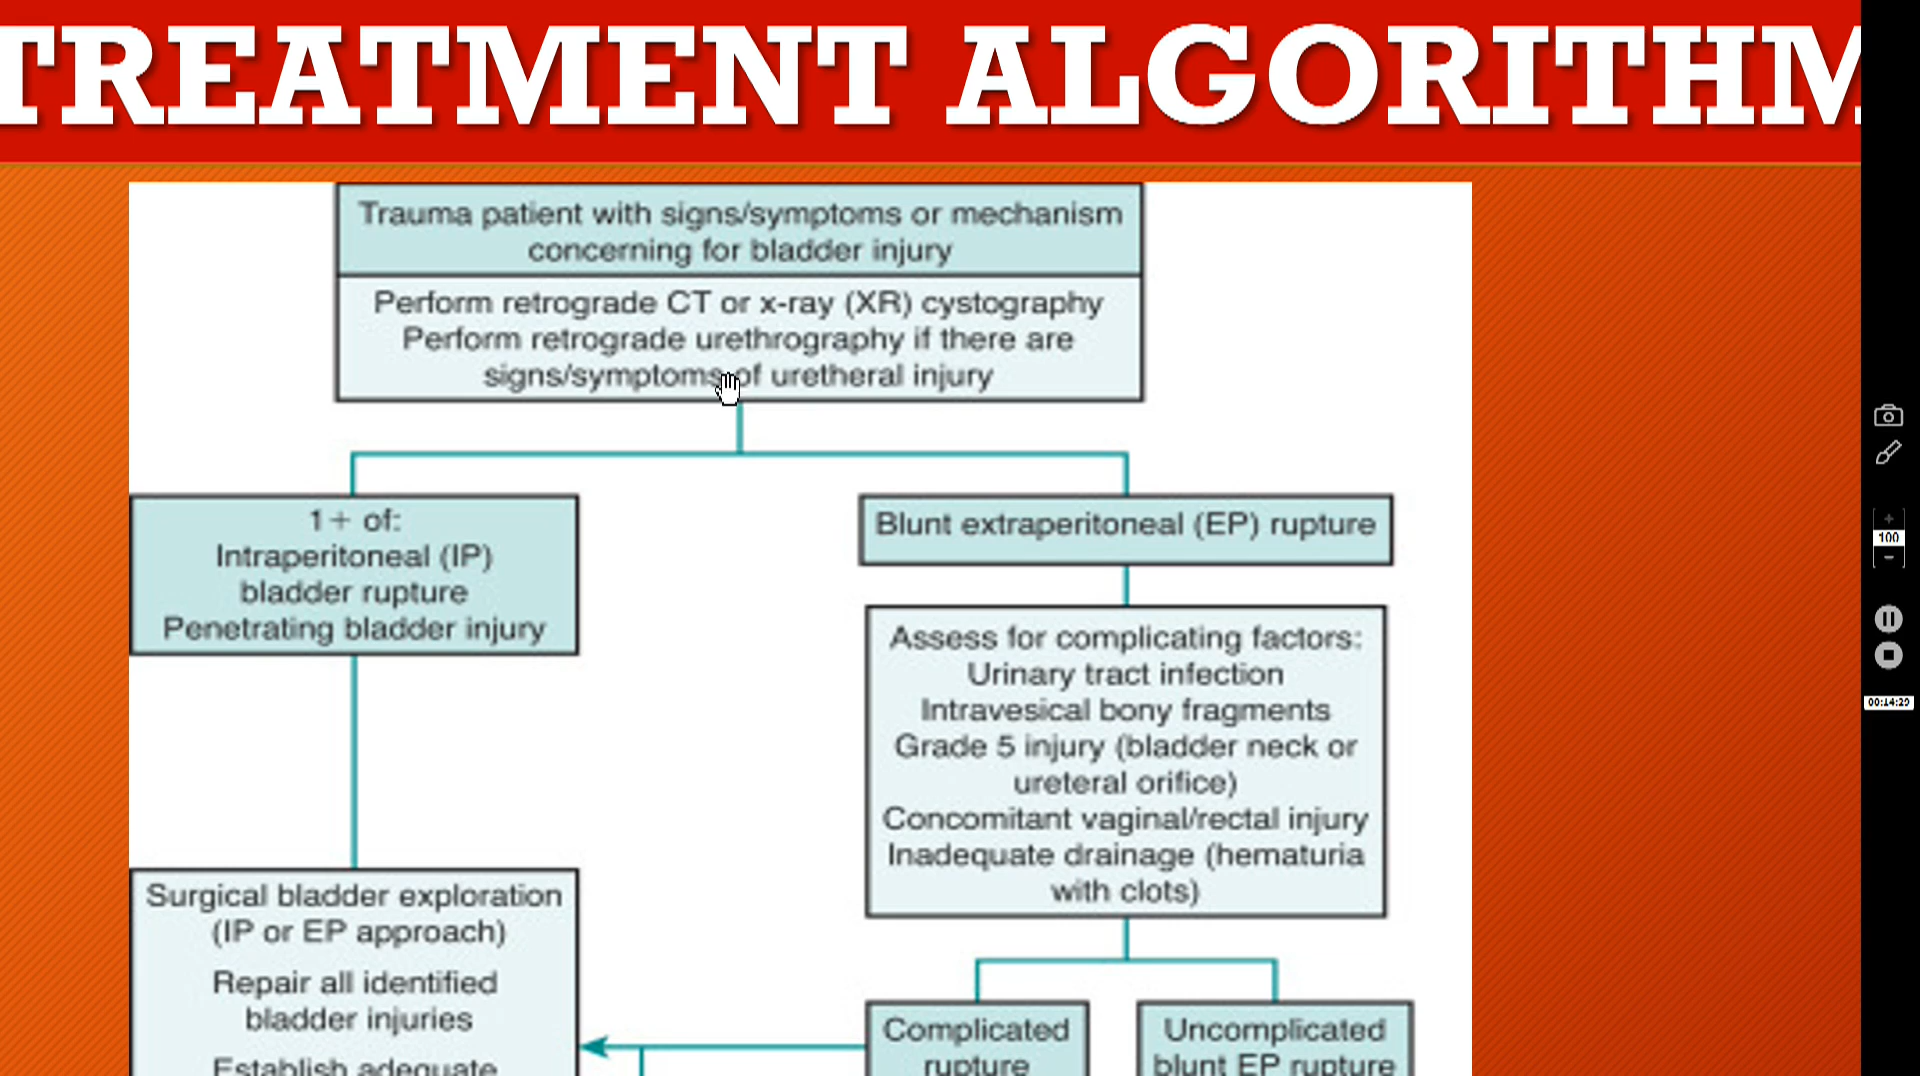 TREATMENT ALGORITHM
Trauma patient with signs/symptoms or mechanism
concerning for bladder injury
Perform retrograde CT or x-ray (XR) cystography
Perform retrograde urethrography if there are
signs/symptoms of uretheral injury
1+ of:
Intraperitoneal (IP)
bladder rupture
Penetrating bladder injury
Blunt extraperitoneal (EP) rupture
Assess for complicating factors:
Urinary tract infection
Intravesical bony fragments
Grade 5 injury (bladder neck or
ureteral orifice)
Concomitant vaginal/rectal injury
Inadequate drainage (hematuria
with clots)
Surgical bladder exploration
(IP or EP approach)
Repair all identified
bladder injuries
Establish adequate
Complicated
rupture
Uncomplicated
blunt EP rupture
100
00:14:29